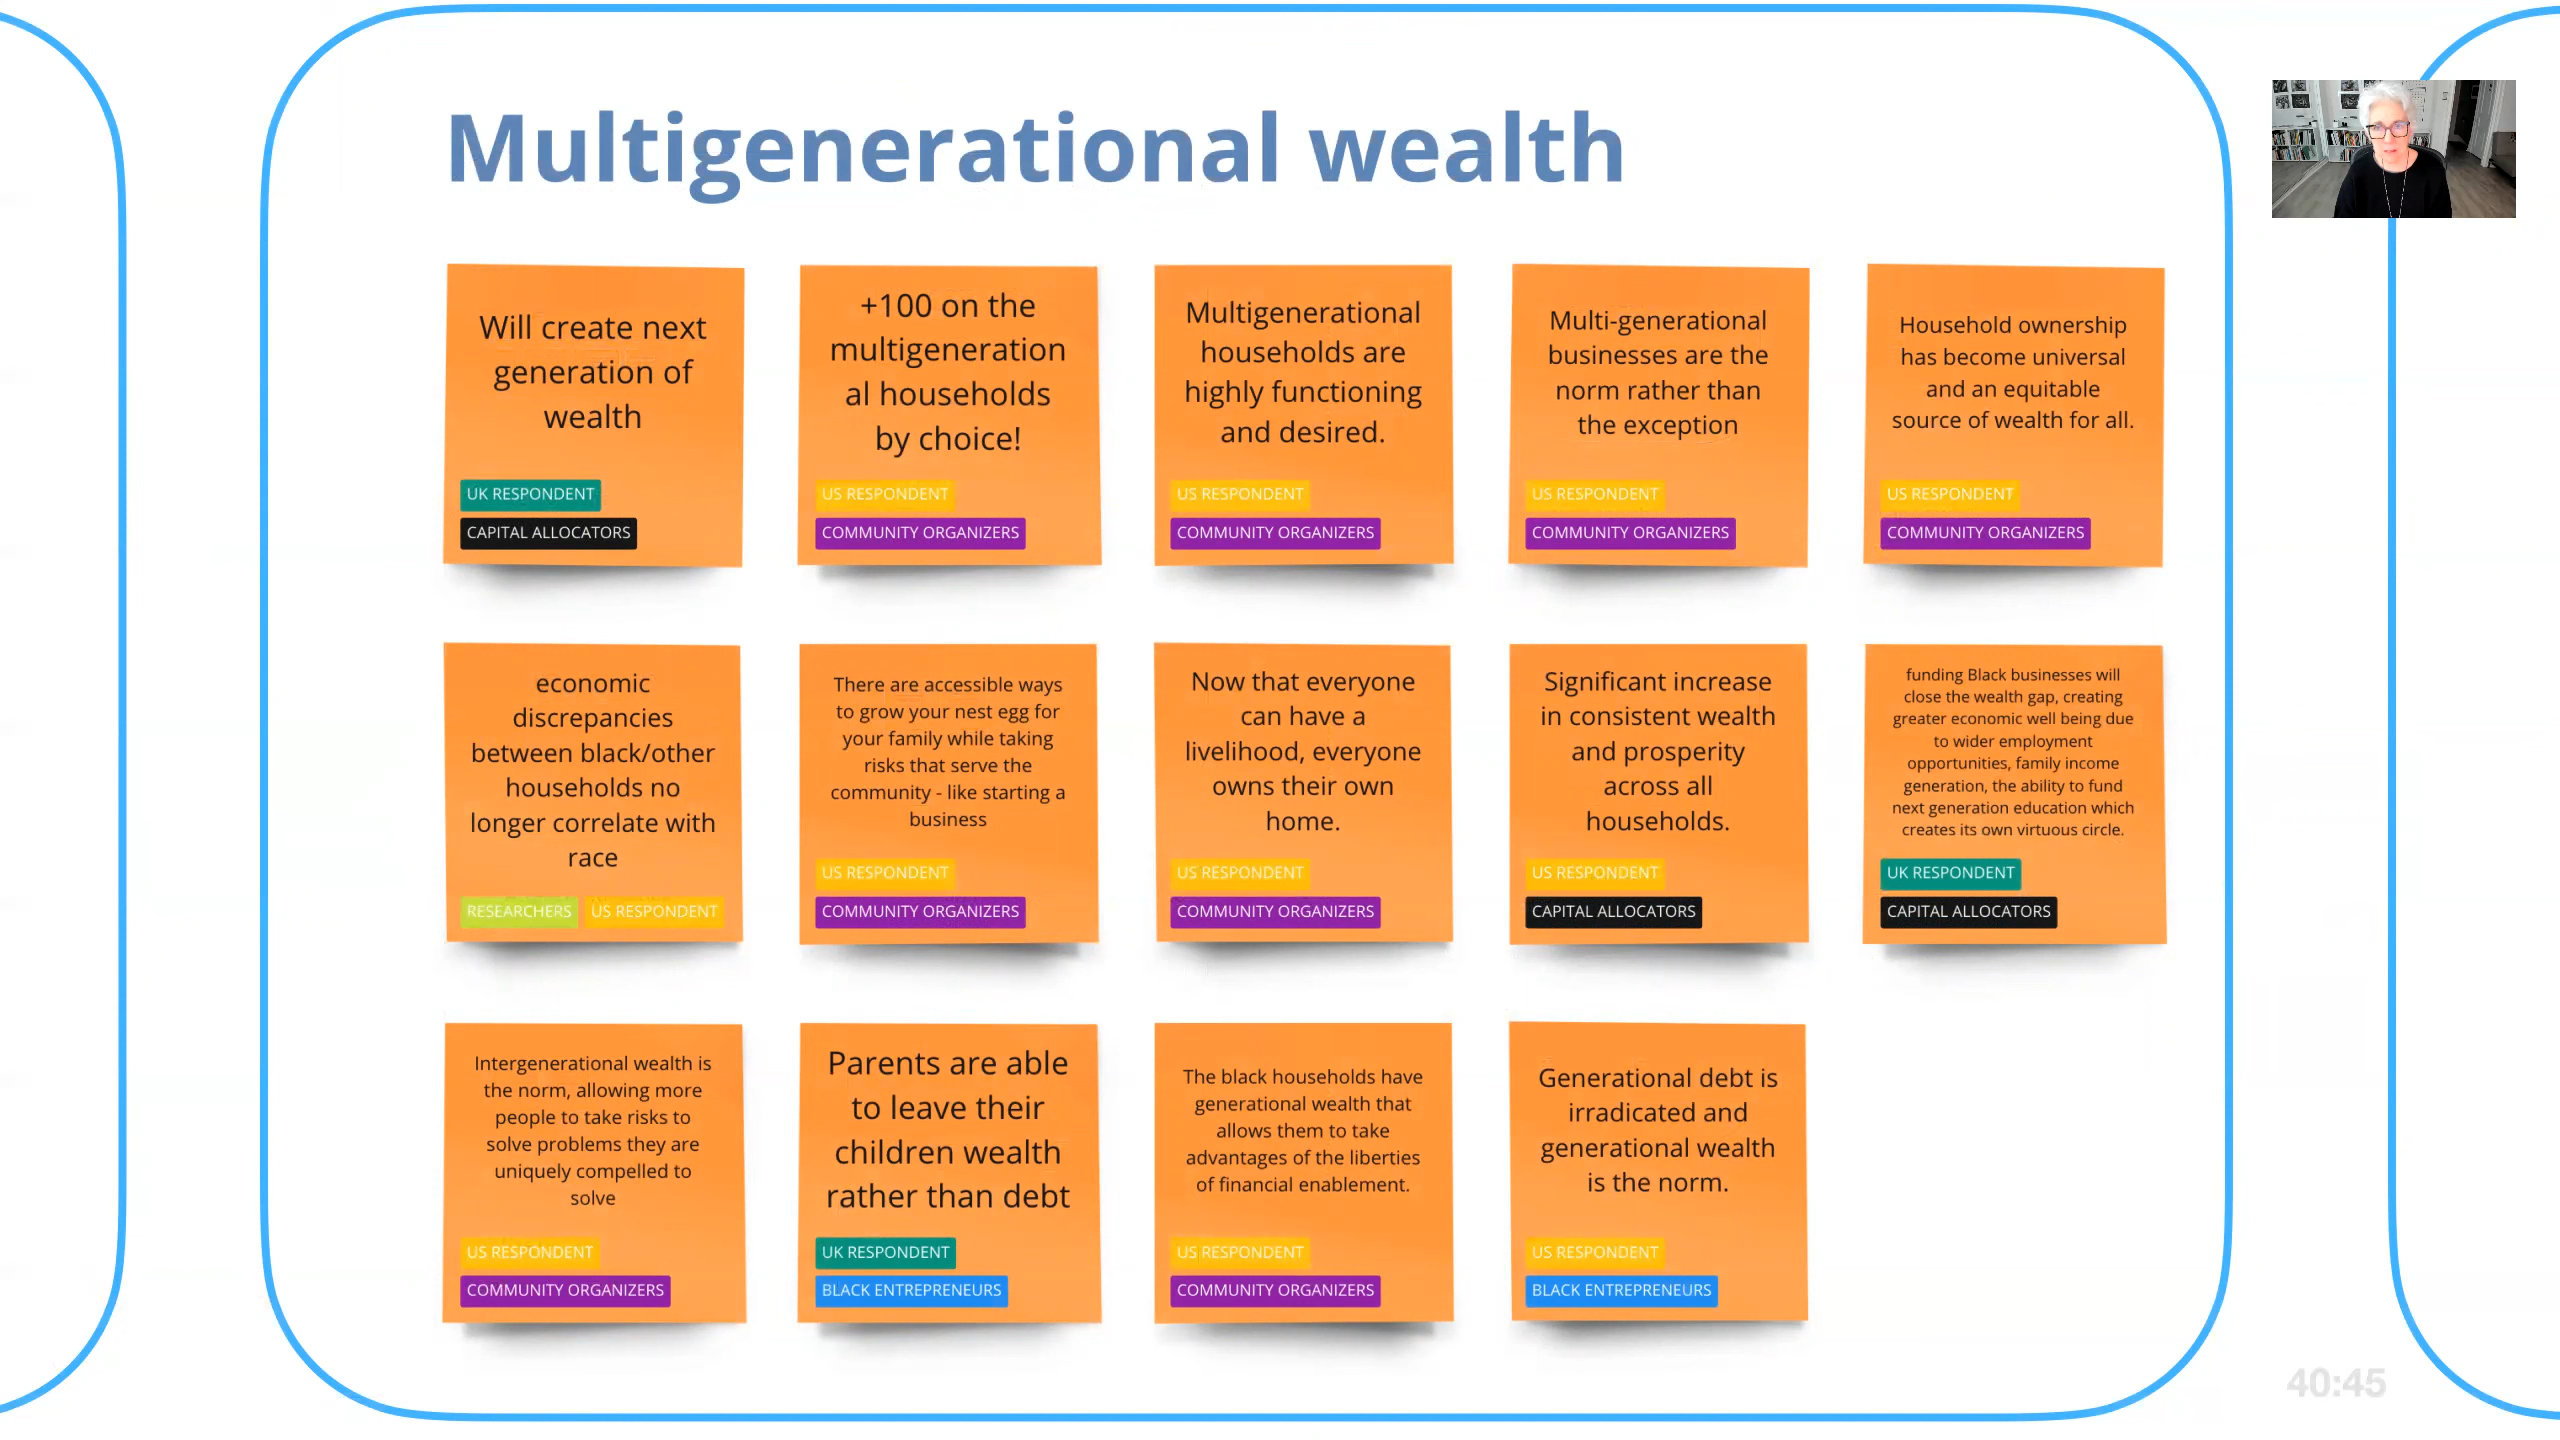 Multigenerational wealth
Will create next
generation of
wealth
UK RESPONDENT
CAPITAL ALLOCATORS
+100 on the
multigeneration
al households
by choice!
US RESPONDENT
COMMUNITY ORGANIZERS
Multigenerational
households are
highly functioning
and desired.
US RESPONDENT
COMMUNITY ORGANIZERS
Multi-generational
businesses are the
norm rather than
the exception
US RESPONDENT
COMMUNITY ORGANIZERS
Household ownership
has become universal
and an equitable
source of wealth for all.
US RESPONDENT
COMMUNITY ORGANIZERS
economic
discrepancies
between black/other
households no
longer correlate with
race
RESEARCHERS US RESPONDENT
There are accessible ways
to grow your nest egg for
your family while taking
risks that serve the
community - like starting a
business
US RESPONDENT
COMMUNITY ORGANIZERS
Now that everyone
can have a
livelihood, everyone
owns their own
home.
US RESPONDENT
COMMUNITY ORGANIZERS
Significant increase
in consistent wealth
and prosperity
across all
households.
US RESPONDENT
CAPITAL ALLOCATORS
funding Black businesses will
close the wealth gap, creating
greater economic well being due
to wider employment
opportunities, family income
generation, the ability to fund
next generation education which
creates its own virtuous circle.
UK RESPONDENT
CAPITAL ALLOCATORS
Intergenerational wealth is
the norm, allowing more
people to take risks to
solve problems they are
uniquely compelled to
solve
US RESPONDENT
COMMUNITY ORGANIZERS
Parents are able
to leave their
children wealth
rather than debt
UK RESPONDENT
BLACK ENTREPRENEURS
The black households have
generational wealth that
allows them to take
advantages of the liberties
of financial enablement.
US RESPONDENT
COMMUNITY ORGANIZERS
Generational debt is
irradicated and
generational wealth
is the norm.
US RESPONDENT
BLACK ENTREPRENEURS
40:45